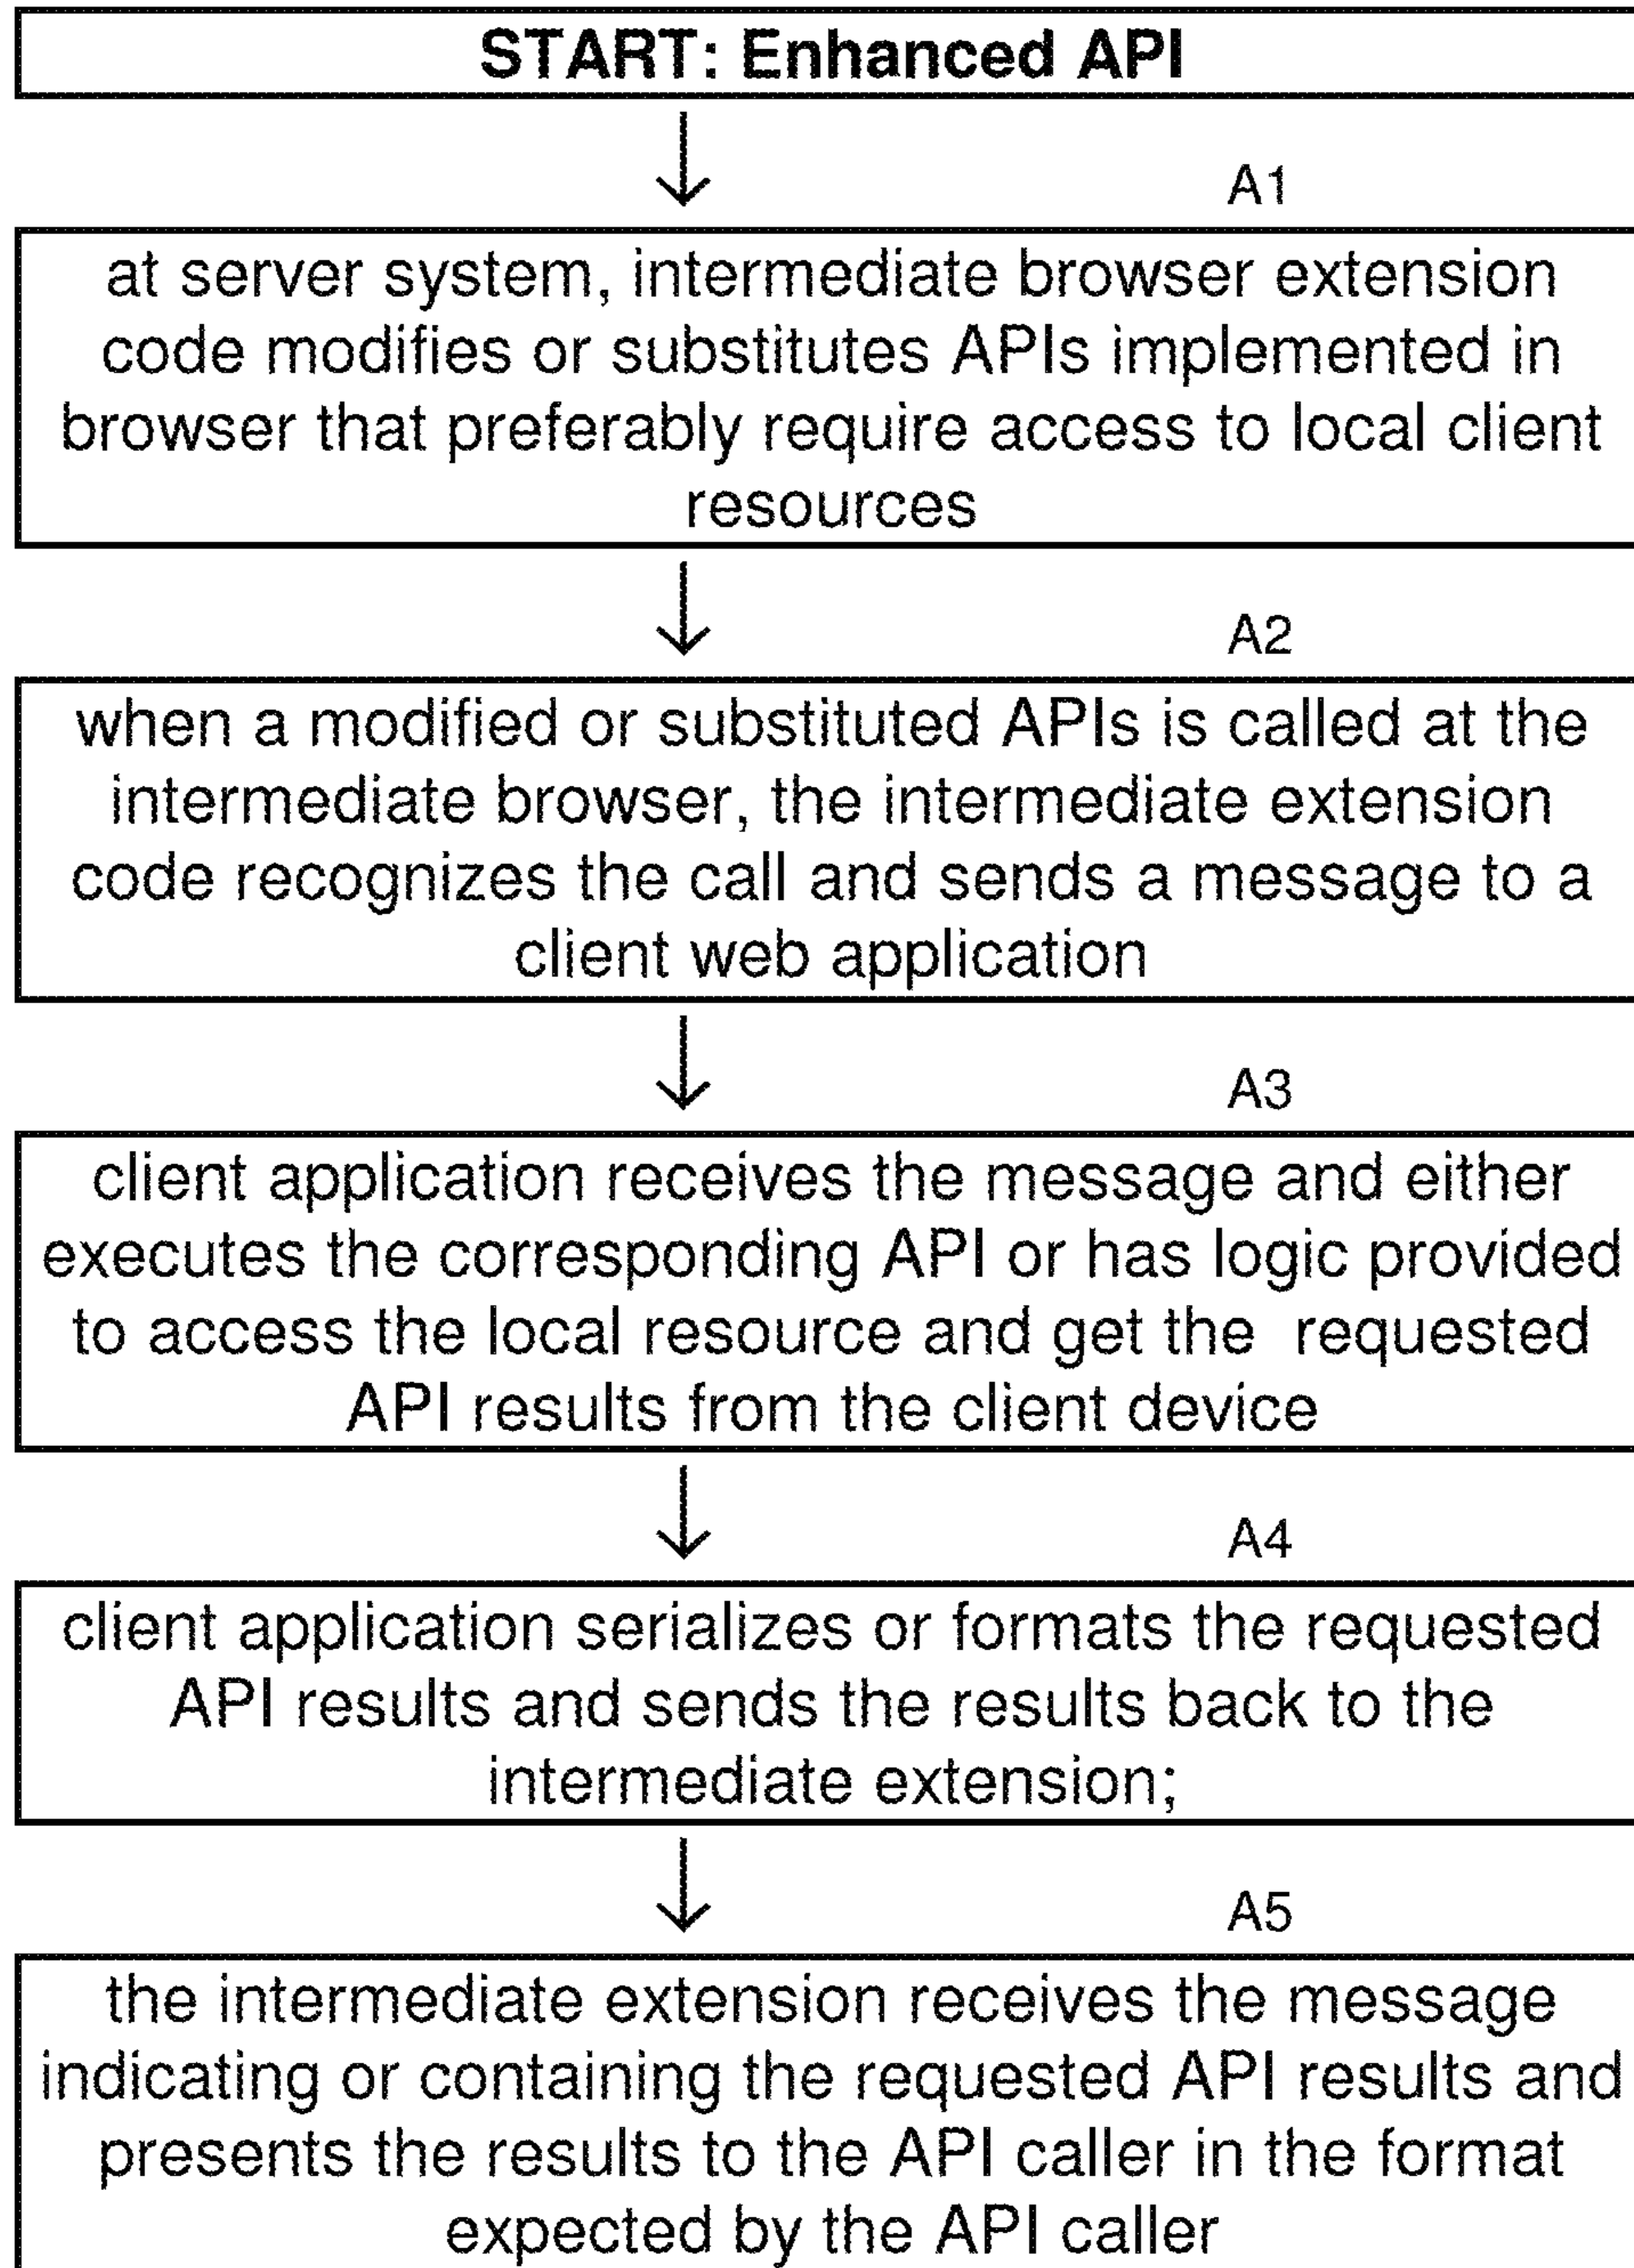 START: Enhanced API
A1
at server system, intermediate browser extension
code modifies or substitutes APIs implemented in
browser that preferably require access to local client
resources
A2
when a modified or substituted APIs is called at the
intermediate browser, the intermediate extension
code recognizes the call and sends a message to a
client web application
A3
client application receives the message and either
executes the corresponding API or has logic provided
to access the local resource and get the requested
API results from the client device
A4
client application serializes or formats the requested
API results and sends the results back to the
intermediate extension;
A5
the intermediate extension receives the message
indicating or containing the requested API results and
presents the results to the API caller in the format
expected by the API caller